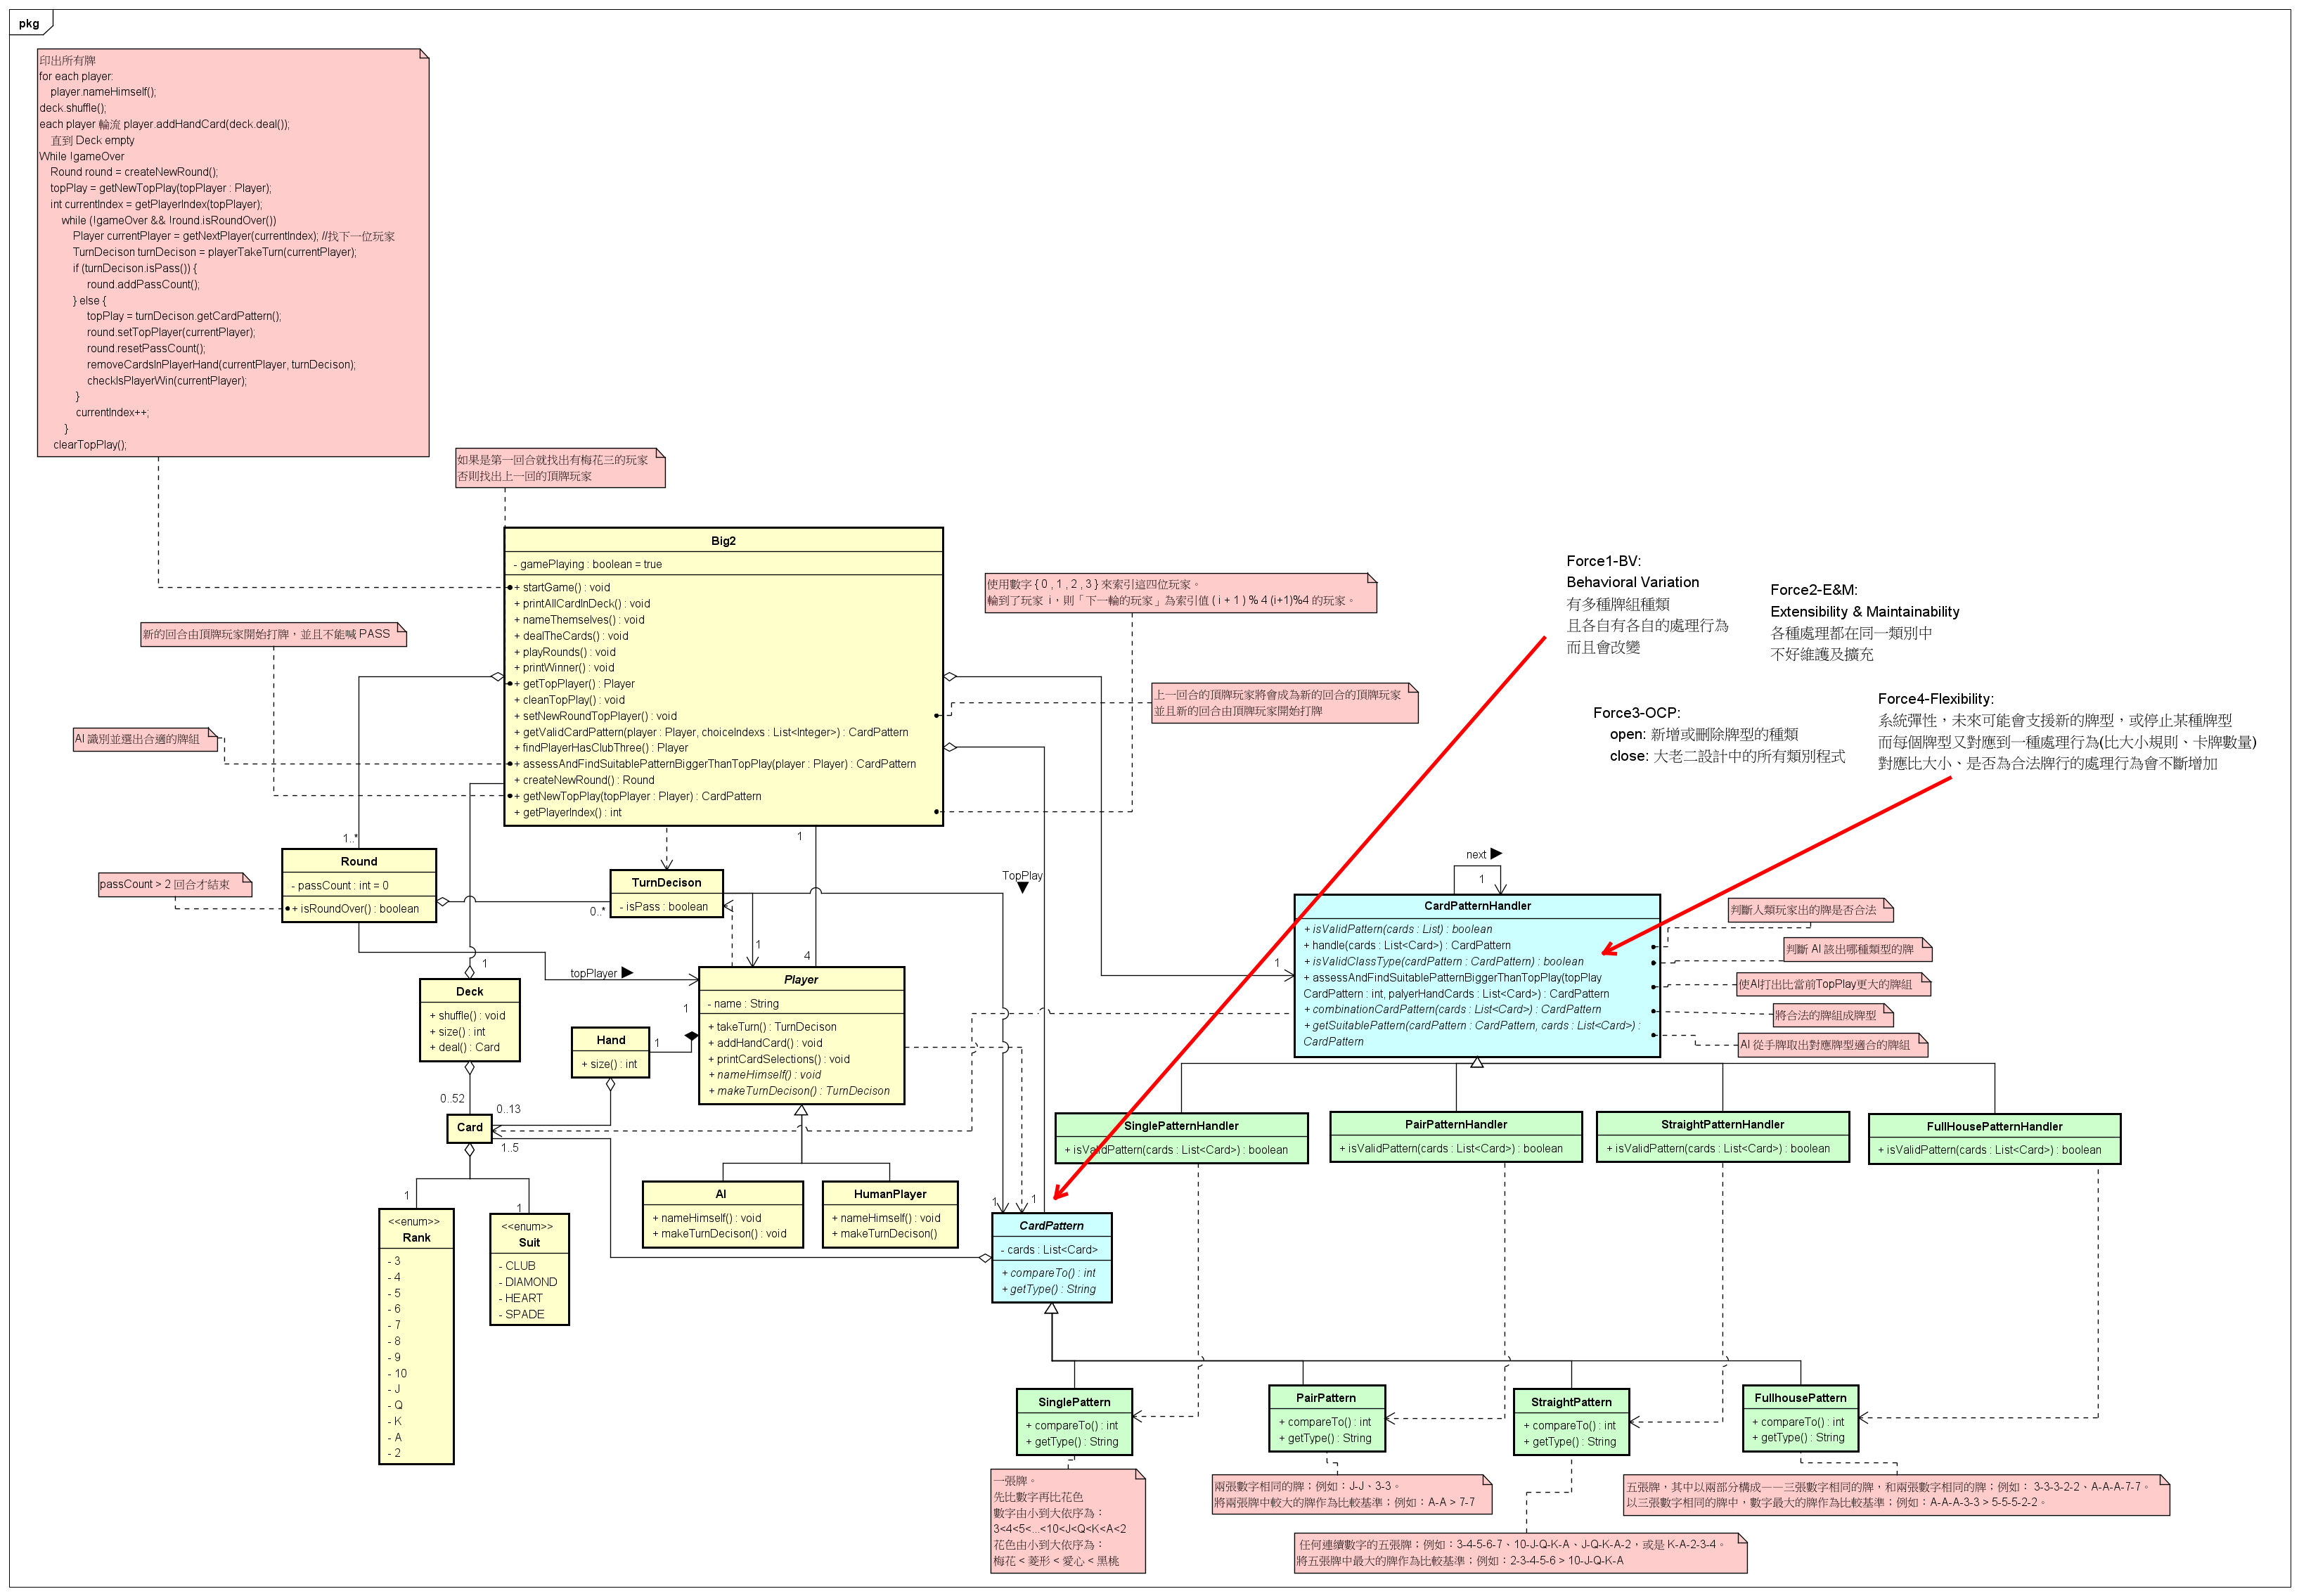 pkg
印出所有牌
for each player:
player.nameHimself();
deck.shuffle();
each player 輪流 player.addHandCard(deck.deal());
直到 Deck empty
While !gameOver
Round round = createNewRound();
topPlay = getNewTopPlay(topPlayer : Player);
int currentIndex = getPlayerIndex(topPlayer);
while (!gameOver && !round.isRoundOver())
Player currentPlayer = getNextPlayer(currentIndex); //找下一位玩家
TurnDecison turnDecison = playerTakeTurn(currentPlayer);
if (turnDecison.isPass()) {
round.addPassCount();
} else {
topPlay = turnDecison.getCardPattern();
round.setTopPlayer(currentPlayer);
round.resetPassCount();
removeCardsInPlayerHand(currentPlayer, turnDecison);
checkIsPlayerWin(currentPlayer);
}
currentIndex++;
}
clearTopPlay();
如果是第一回合就找出有梅花三的玩家
否則找出上一回的頂牌玩家
Big2
- gamePlaying : boolean = true
+ startGame() : void
+ printAllCardInDeck() : void
+ nameThemselves() : void
+ dealTheCards() : void
+ playRounds() : void
+ printWinner() : void
+ getTopPlayer() : Player
+ cleanTopPlay() : void
+ setNewRoundTopPlayer() : void
+ getValidCardPattern(player : Player, choiceIndexs : List<Integer>) : CardPattern
+ findPlayerHasClubThree() : Player
+ assessAndFindSuitablePatternBiggerThanTopPlay(player : Player) : CardPattern
+ createNewRound() : Round
+ getNewTopPlay(topPlayer : Player) : CardPattern
+ getPlayerIndex() : int
使用數字 { 0 , 1 , 2 , 3 } 來索引這四位玩家。
輪到了玩家 i，則「下一輪的玩家」為索引值 ( i + 1 ) % 4 (i+1)%4 的玩家。
新的回合由頂牌玩家開始打牌，並且不能喊 PASS
上一回合的頂牌玩家將會成為新的回合的頂牌玩家
並且新的回合由頂牌玩家開始打牌
AI 識別並選出合適的牌組
Force1-BV:
Behavioral Variation
有多種牌組種類
且各自有各自的處理行為
而且會改變
Force2-E&M:
Extensibility & Maintainability
各種處理都在同一類別中
不好維護及擴充
Force3-OCP:
open: 新增或刪除牌型的種類
close: 大老二設計中的所有類別程式
Force4-Flexibility:
系統彈性，未來可能會支援新的牌型，或停止某種牌型
而每個牌型又對應到一種處理行為(比大小規則、卡牌數量)
對應比大小、是否為合法牌行的處理行為會不斷增加
1..*
Round
- passCount : int = 0
+ isRoundOver() : boolean
passCount > 2 回合才結束
0..*
TurnDecison
- isPass : boolean
1
1
4
TopPlay
topPlayer
1
Deck
+ shuffle() : void
+ size() : int
+ deal() : Card
Player
- name : String
+ takeTurn() : TurnDecison
+ addHandCard() : void
+ printCardSelections() : void
+ nameHimself() : void
+ makeTurnDecison() : TurnDecison
1
1
Hand
+ size() : int
0..52
0..13
1..5
Card
1
1
<<enum>>
Rank
- 3
- 4
- 5
- 6
- 7
- 8
- 9
- 10
- J
- Q
- K
- A
- 2
<<enum>>
Suit
- CLUB
- DIAMOND
- HEART
- SPADE
AI
+ nameHimself() : void
+ makeTurnDecison() : void
HumanPlayer
+ nameHimself() : void
+ makeTurnDecison()
next
1
1
CardPatternHandler
+ isValidPattern(cards : List) : boolean
+ handle(cards : List<Card>) : CardPattern
+ isValidClassType(cardPattern : CardPattern) : boolean
+ assessAndFindSuitablePatternBiggerThanTopPlay(topPlay
CardPattern : int, palyerHandCards : List<Card>) : CardPattern
+ combinationCardPattern(cards : List<Card>) : CardPattern
+ getSuitablePattern(cardPattern : CardPattern, cards : List<Card>) :
CardPattern
判斷人類玩家出的牌是否合法
判斷 AI 該出哪種類型的牌
使AI打出比當前TopPlay更大的牌組
將合法的牌組成牌型
AI 從手牌取出對應牌型適合的牌組
SinglePatternHandler
+ isValidPattern(cards : List<Card>) : boolean
PairPatternHandler
+ isValidPattern(cards : List<Card>) : boolean
StraightPatternHandler
+ isValidPattern(cards : List<Card>) : boolean
FullHousePatternHandler
+ isValidPattern(cards : List<Card>) : boolean
1
1
CardPattern
- cards : List<Card>
+ compareTo() : int
+ getType() : String
SinglePattern
+ compareTo() : int
+ getType() : String
PairPattern
+ compareTo() : int
+ getType() : String
StraightPattern
+ compareTo() : int
+ getType() : String
FullhousePattern
+ compareTo() : int
+ getType() : String
一張牌。
先比數字再比花色
數字由小到大依序為：
3<4<5<...<10<J<Q<K<A<2
花色由小到大依序為：
梅花 < 菱形 < 愛心 < 黑桃
兩張數字相同的牌；例如：J-J、3-3。
將兩張牌中較大的牌作為比較基準；例如：A-A > 7-7
任何連續數字的五張牌；例如：3-4-5-6-7、10-J-Q-K-A、J-Q-K-A-2，或是 K-A-2-3-4。
將五張牌中最大的牌作為比較基準；例如：2-3-4-5-6 > 10-J-Q-K-A
五張牌，其中以兩部分構成——三張數字相同的牌，和兩張數字相同的牌；例如： 3-3-3-2-2、A-A-A-7-7。
以三張數字相同的牌中，數字最大的牌作為比較基準；例如：A-A-A-3-3 > 5-5-5-2-2。